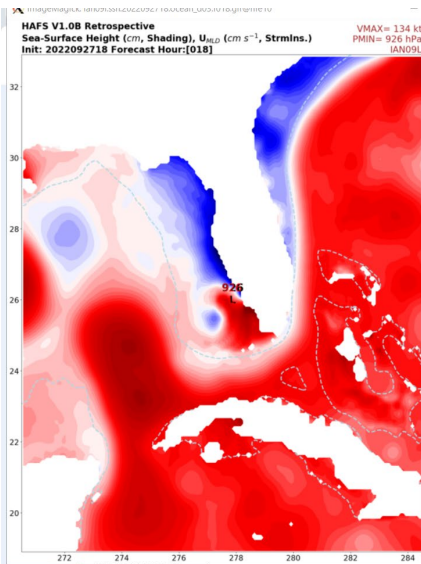 HAFS V1.0B Retrospective
Sea-Surface Height (cm, Shading), U_MLD (cm s⁻¹, Strmlns.)
Init: 2022092718 Forecast Hour:[018]
VMAX= 134 kt
PMIN= 926 hPa
IAN09L
32
30
28
26
24
22
20
926
L
272
274
276
278
280
282
284